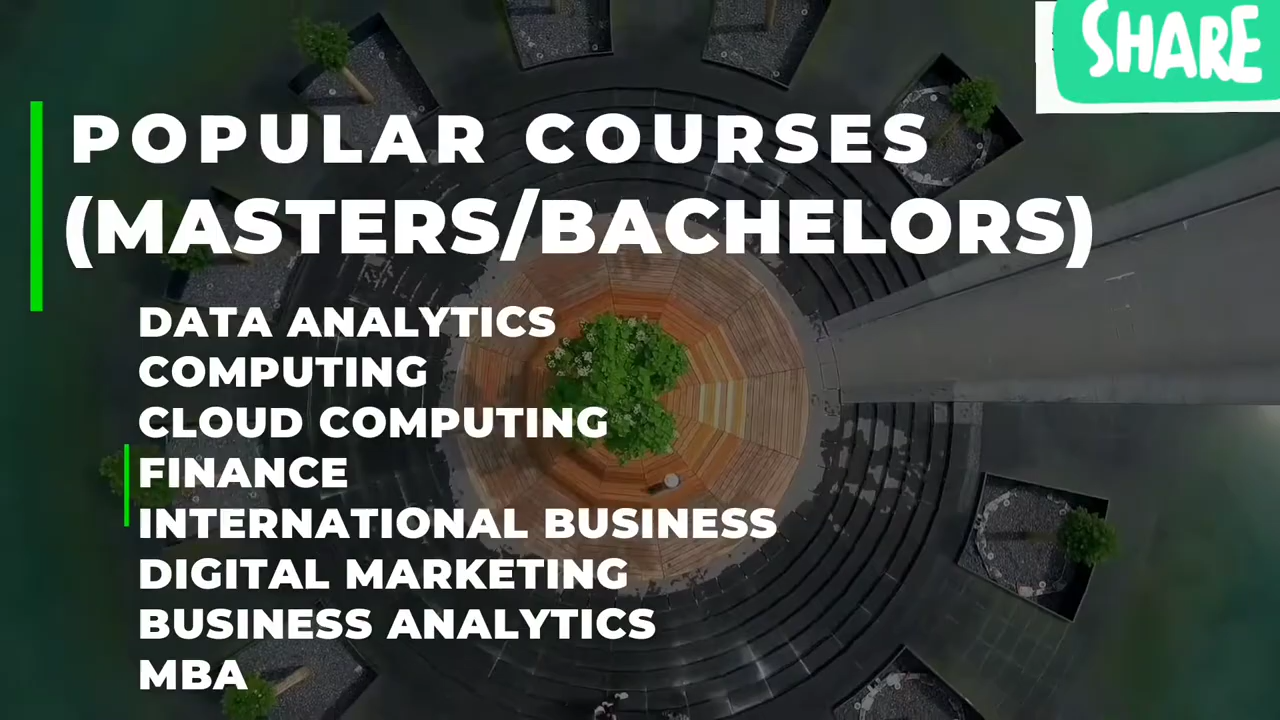 SHARE
POPULAR COURSES
(MASTERS/BACHELORS)
DATA ANALYTICS
COMPUTING
CLOUD COMPUTING
FINANCE
INTERNATIONAL BUSINESS
DIGITAL MARKETING
BUSINESS ANALYTICS
MBA